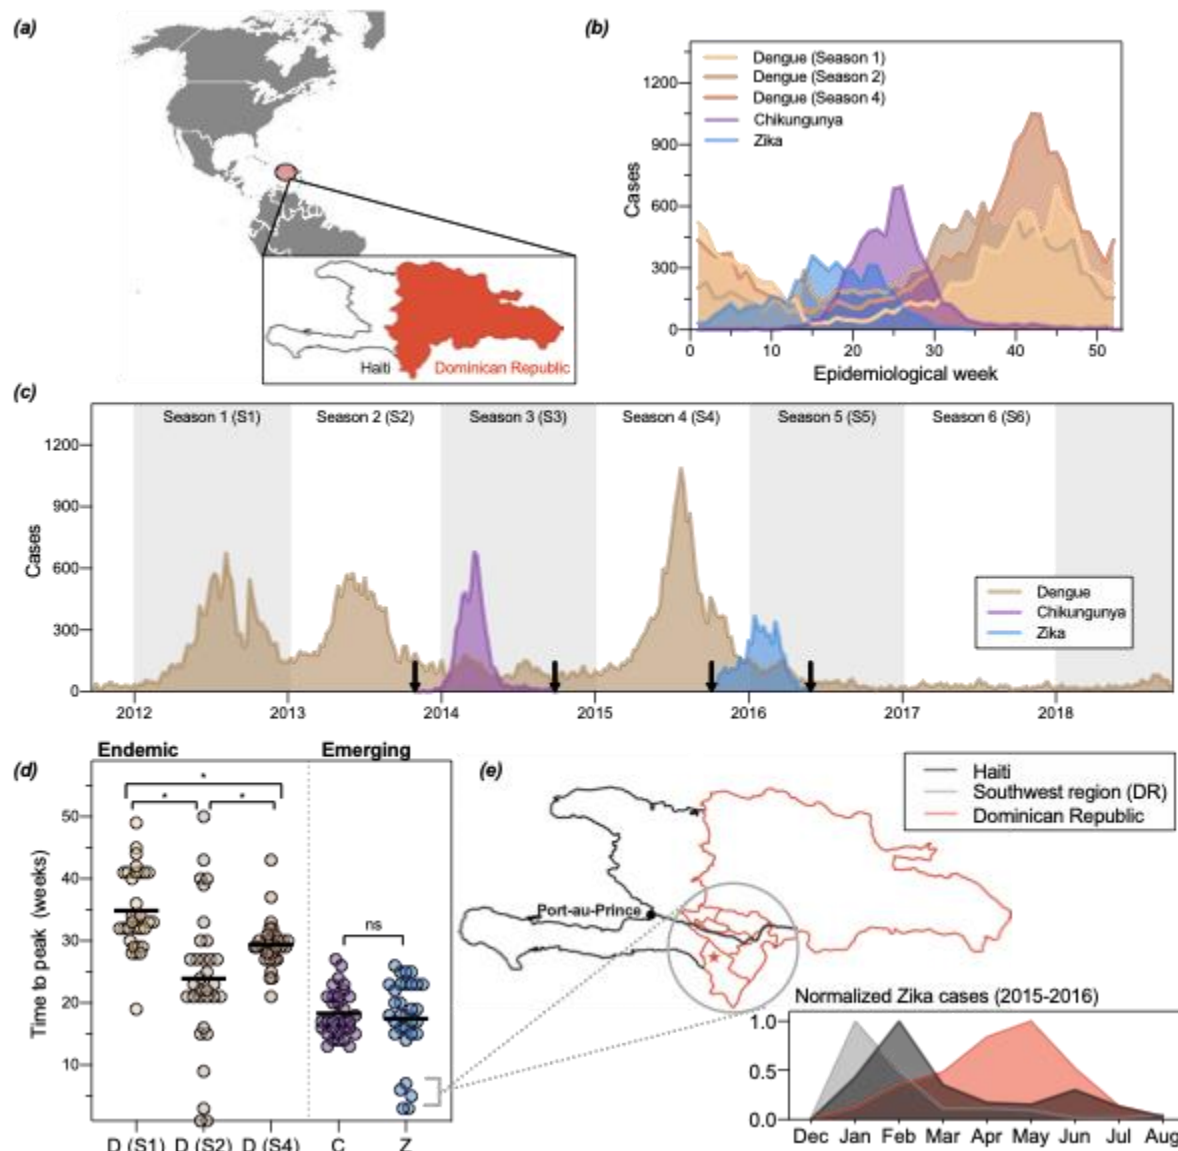 (a)
Haiti
Dominican Republic
(b)
Dengue (Season 1)
Dengue (Season 2)
Dengue (Season 4)
Chikungunya
Zika
Cases
1200
900
600
300
0
0 10 20 30 40 50
Epidemiological week
(c)
Season 1 (S1) Season 2 (S2) Season 3 (S3) Season 4 (S4) Season 5 (S5) Season 6 (S6)
Cases
1200
900
600
300
0
Dengue
Chikungunya
Zika
2012 2013 2014 2015 2016 2017 2018
(d)
Endemic Emerging
Time to peak (weeks)
50
40
30
20
10
* * *
ns
D (S1) D (S2) D (S4) C Z
(e)
Haiti
Southwest region (DR)
Dominican Republic
Port-au-Prince
Normalized Zika cases (2015-2016)
1.0
0.5
0.0
Dec Jan Feb Mar Apr May Jun Jul Aug